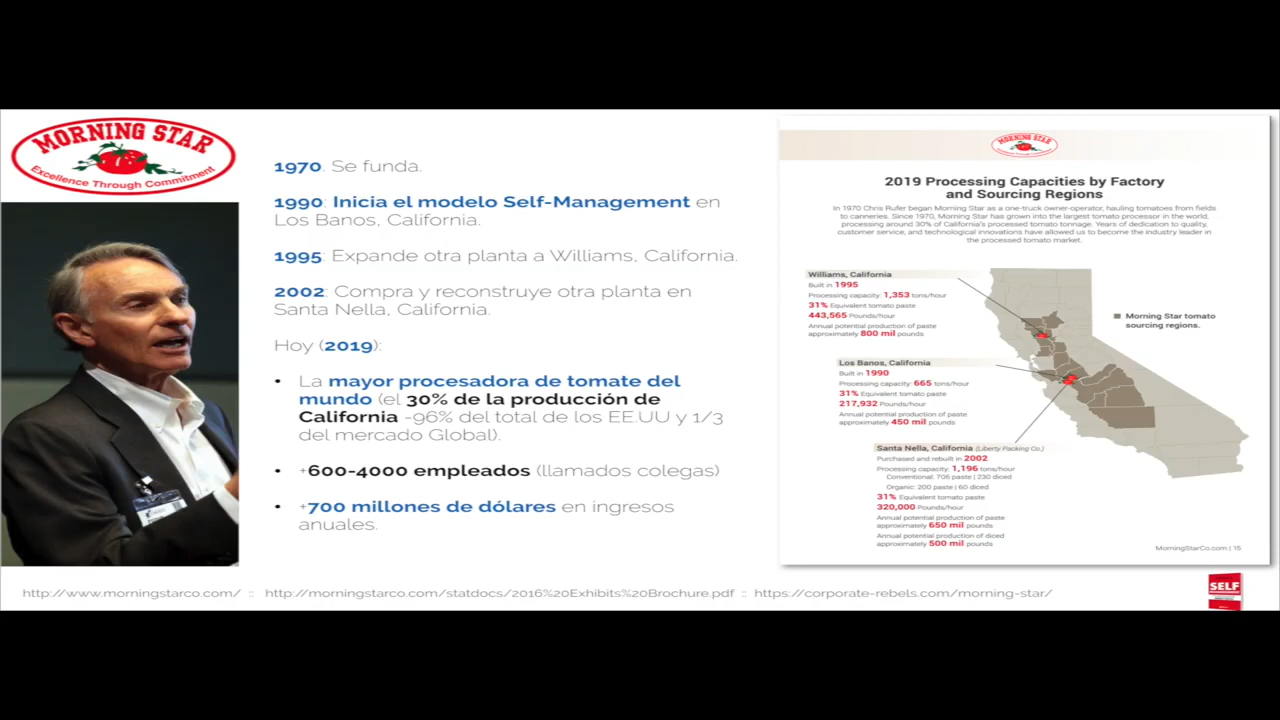 MORNING STAR
Excellence Through Commitment
1970. Se funda.
1990: Inicia el modelo Self-Management en
Los Banos, California.
1995: Expande otra planta a Williams, California.
2002: Compra y reconstruye otra planta en
Santa Nella, California.
Hoy (2019):
• La mayor procesadora de tomate del
mundo (el 30% de la producción de
California -96% del total de los EE.UU y 1/3
del mercado Global).
• +600-4000 empleados (llamados colegas)
• +700 millones de dólares en ingresos
anuales.
MORNING STAR
2019 Processing Capacities by Factory
and Sourcing Regions
In 1970 Chris Rufer began Morning Star as a one-truck owner-operator, hauling tomatoes from fields
to canneries. Since 1970, Morning Star has grown into the largest tomato processor in the world,
processing around 30% of California's processed tomato tonnage. Years of dedication to quality,
customer service, and technological innovations have allowed us to become the industry leader in
the processed tomato market.
Williams, California
Built in 1995
Processing capacity: 1,353 tons/hour
31% Equivalent tomato paste
443,565 Pounds/hour
Annual potential production of paste
approximately 800 mil pounds
Morning Star tomato
sourcing regions.
Los Banos, California
Built in 1990
Processing capacity: 665 tons/hour
31% Equivalent tomato paste
217,932 Pounds/hour
Annual potential production of paste
approximately 450 mil pounds
Santa Nella, California (Liberty Packing Co.)
Purchased and rebuilt in 2002
Processing capacity: 1,196 tons/hour
Conventional: 706 paste | 230 diced
Organic: 200 paste | 60 diced
31% Equivalent tomato paste
320,000 Pounds/hour
Annual potential production of paste
approximately 650 mil pounds
Annual potential production of diced
approximately 500 mil pounds
MorningStarCo.com | 15
http://www.morningstarco.com/ :: http://morningstarco.com/statdocs/2016%20Exhibits%20Brochure.pdf :: https://corporate-rebels.com/morning-star/
SELF